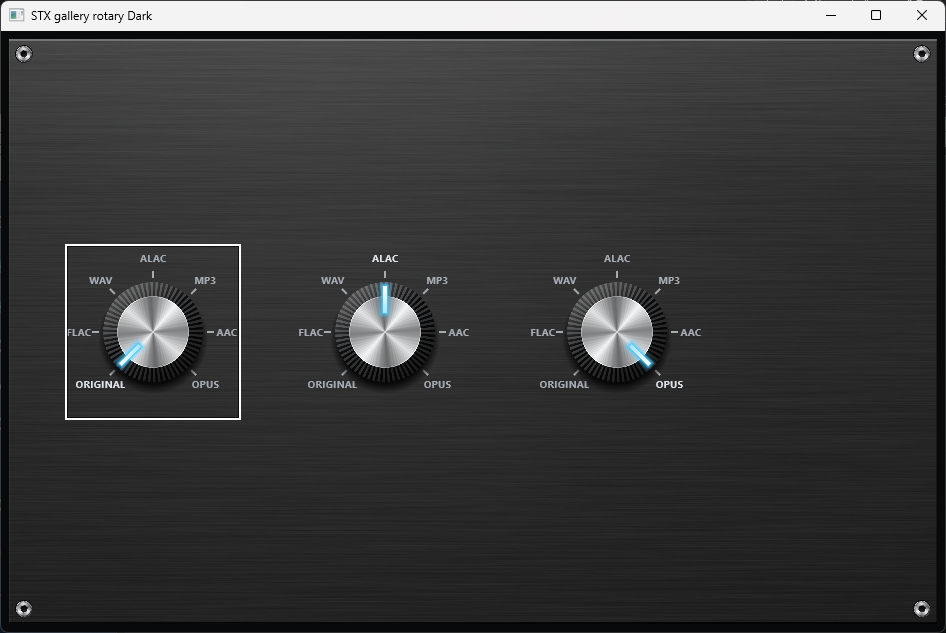 STX gallery rotary Dark
ALAC ALAC ALAC
WAV MP3 WAV MP3 WAV MP3
FLAC AAC FLAC AAC FLAC AAC
ORIGINAL OPUS ORIGINAL OPUS ORIGINAL OPUS